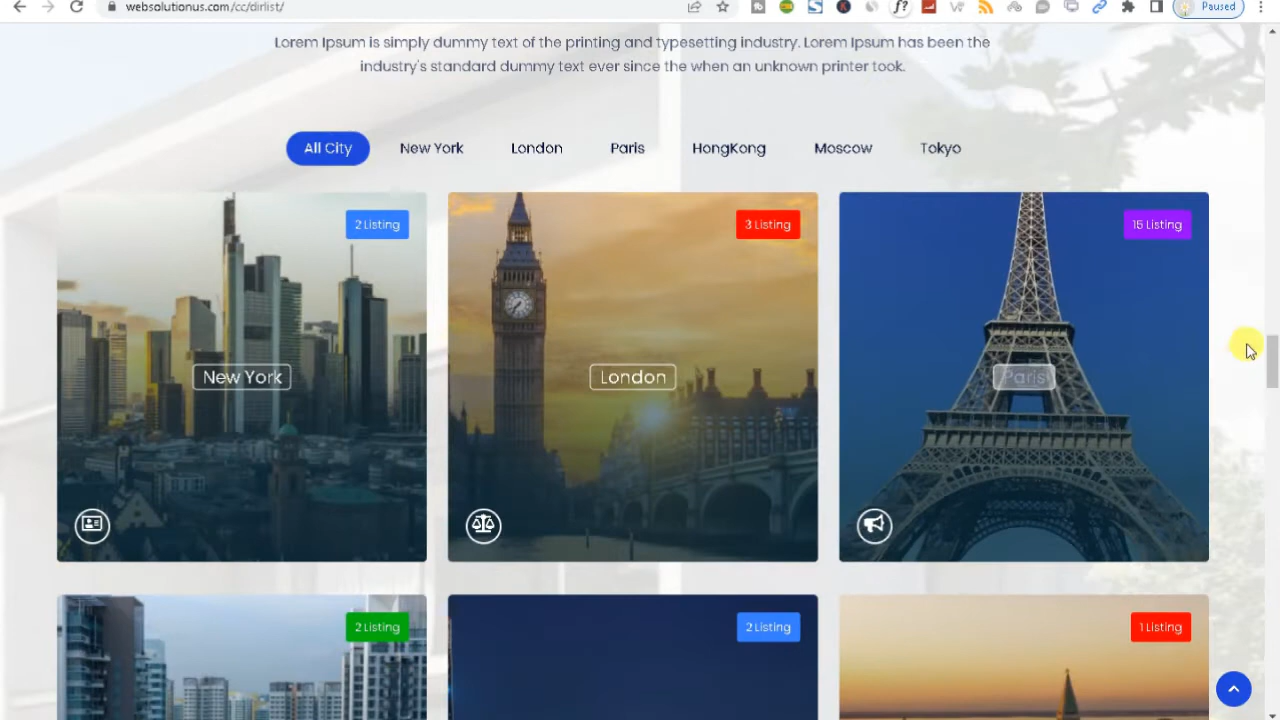 websolutionus.com/cc/dirlist/
Paused
Lorem Ipsum is simply dummy text of the printing and typesetting industry. Lorem Ipsum has been the
industry's standard dummy text ever since the when an unknown printer took.
All City
New York
London
Paris
HongKong
Moscow
Tokyo
2 Listing
3 Listing
15 Listing
New York
London
Paris
2 Listing
2 Listing
1 Listing